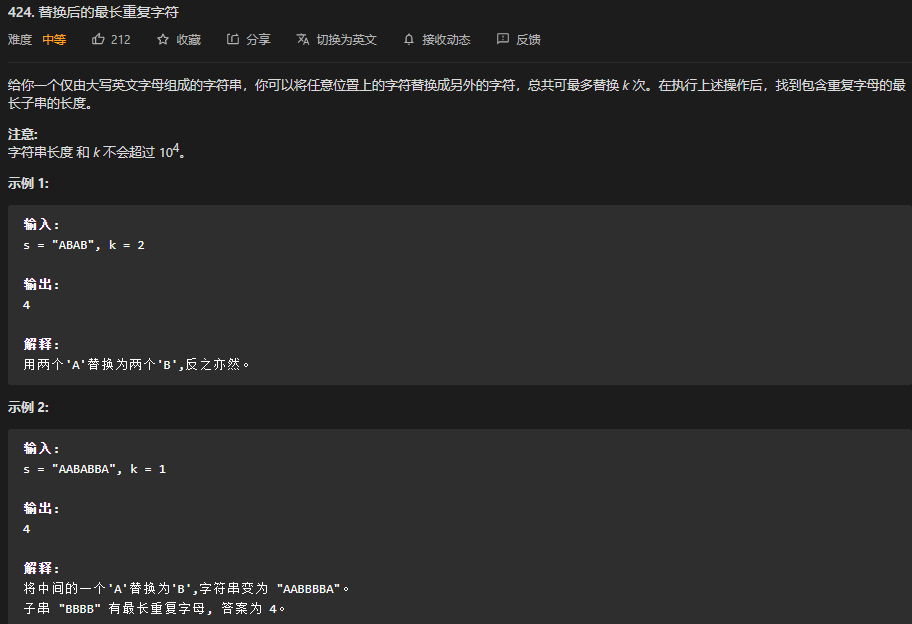 424. 替换后的最长重复字符
难度 中等 212 收藏 分享 切换为英文 接收动态 反馈
给你一个仅由大写英文字母组成的字符串，你可以将任意位置上的字符替换成另外的字符，总共可最多替换 k 次。在执行上述操作后，找到包含重复字母的最
长子串的长度。
注意:
字符串长度 和 k 不会超过 10⁴。
示例 1:
输入:
s = "ABAB", k = 2
输出:
4
解释:
用两个'A'替换为两个'B',反之亦然。
示例 2:
输入:
s = "AABABBA", k = 1
输出:
4
解释:
将中间的一个'A'替换为'B',字符串变为 "AABBBBA"。
子串 "BBBB" 有最长重复字母, 答案为 4。